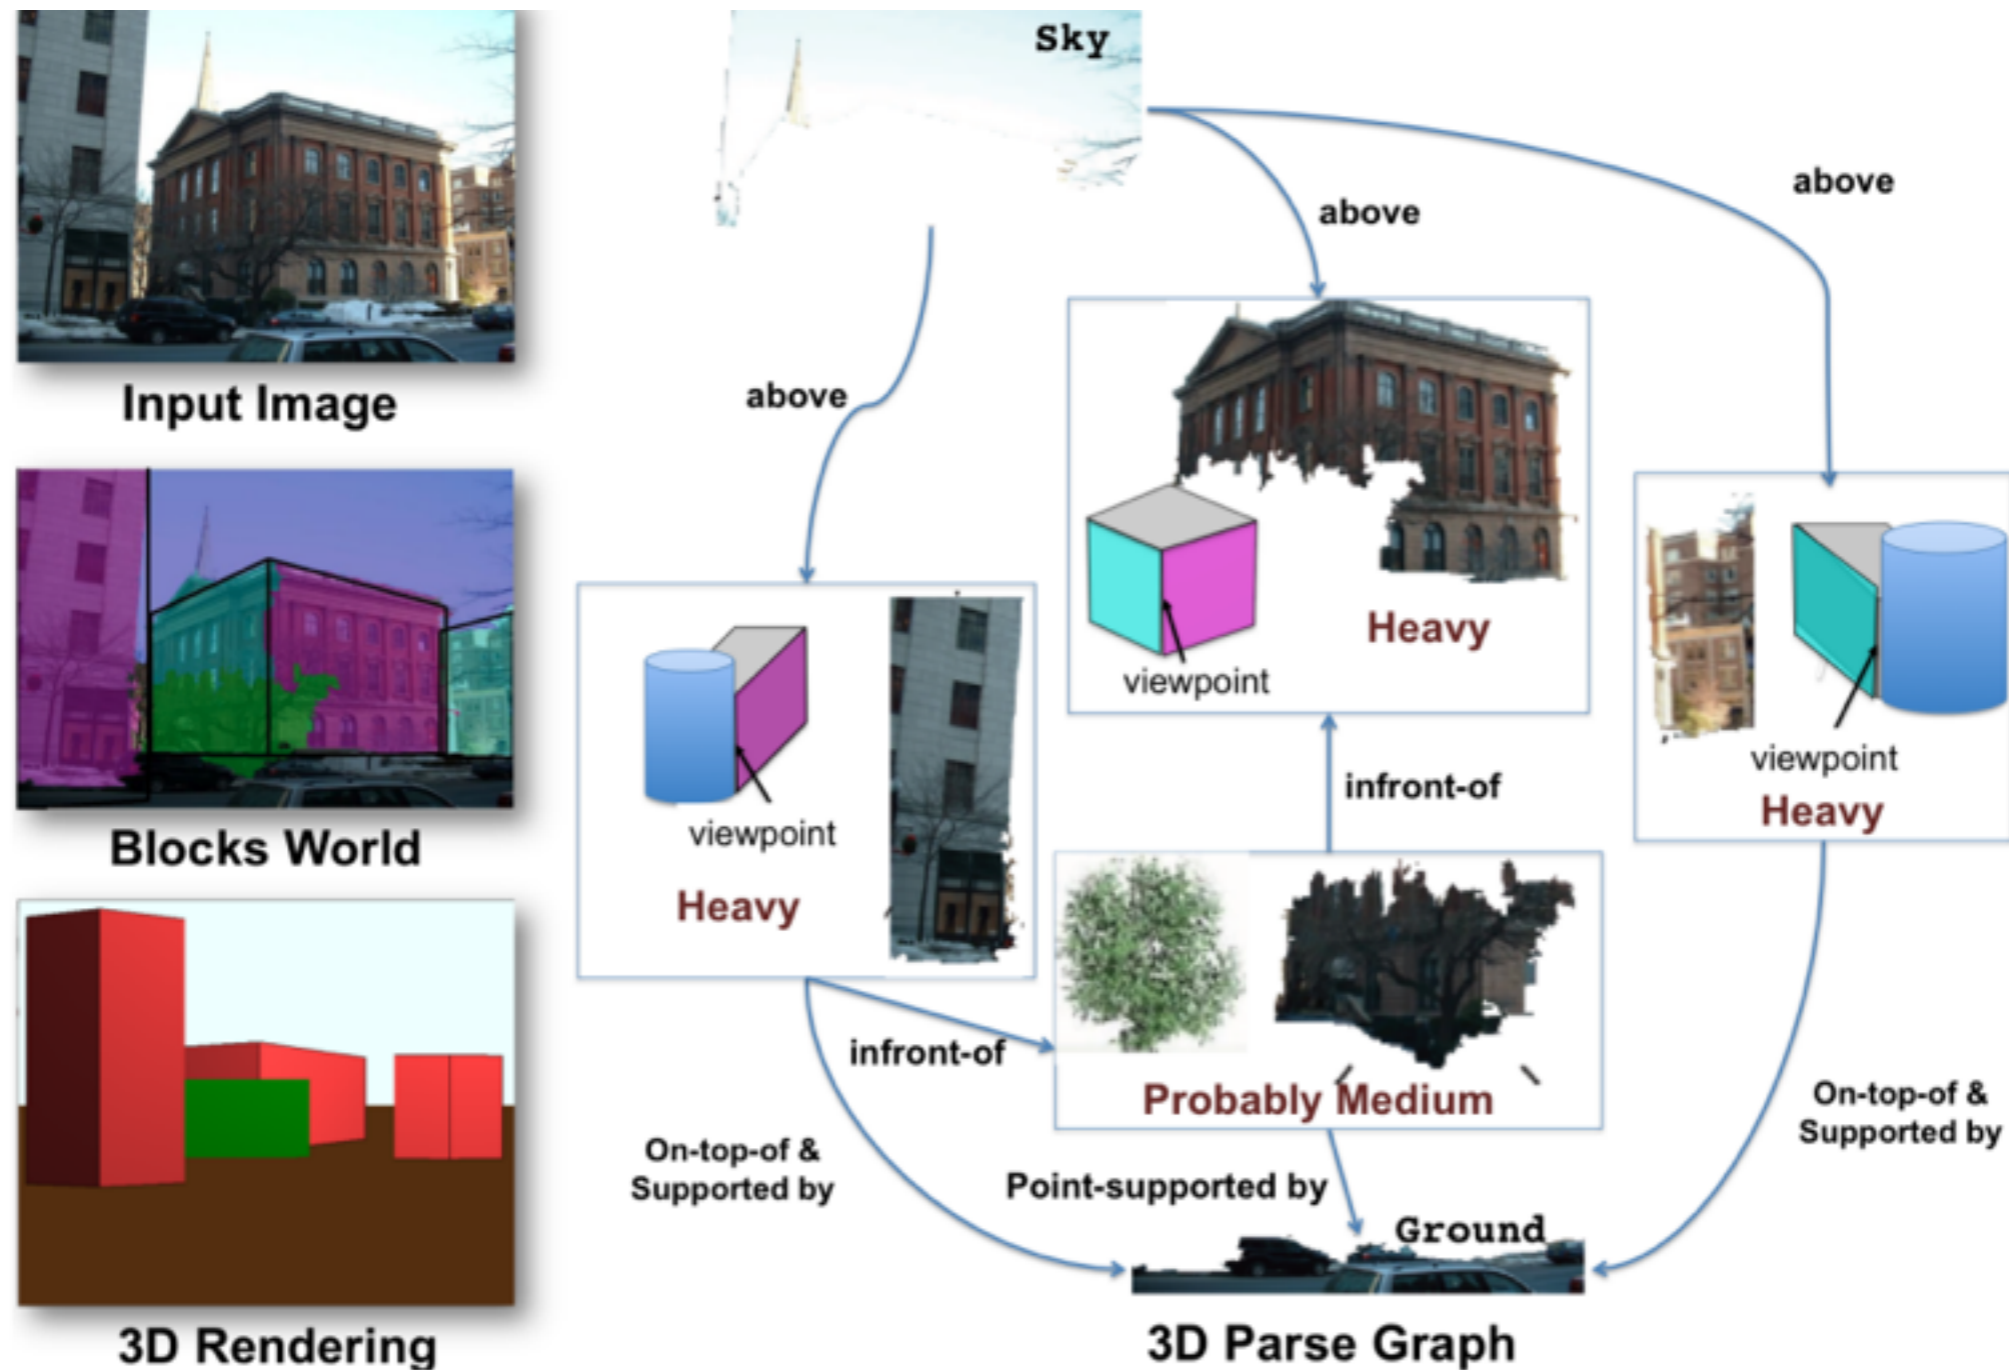 Sky
above
above
above
Input Image
Heavy
viewpoint
viewpoint
Heavy
infront-of
viewpoint
Heavy
Blocks World
infront-of
Probably Medium
On-top-of &
Supported by
On-top-of &
Supported by
Point-supported by
Ground
3D Rendering
3D Parse Graph